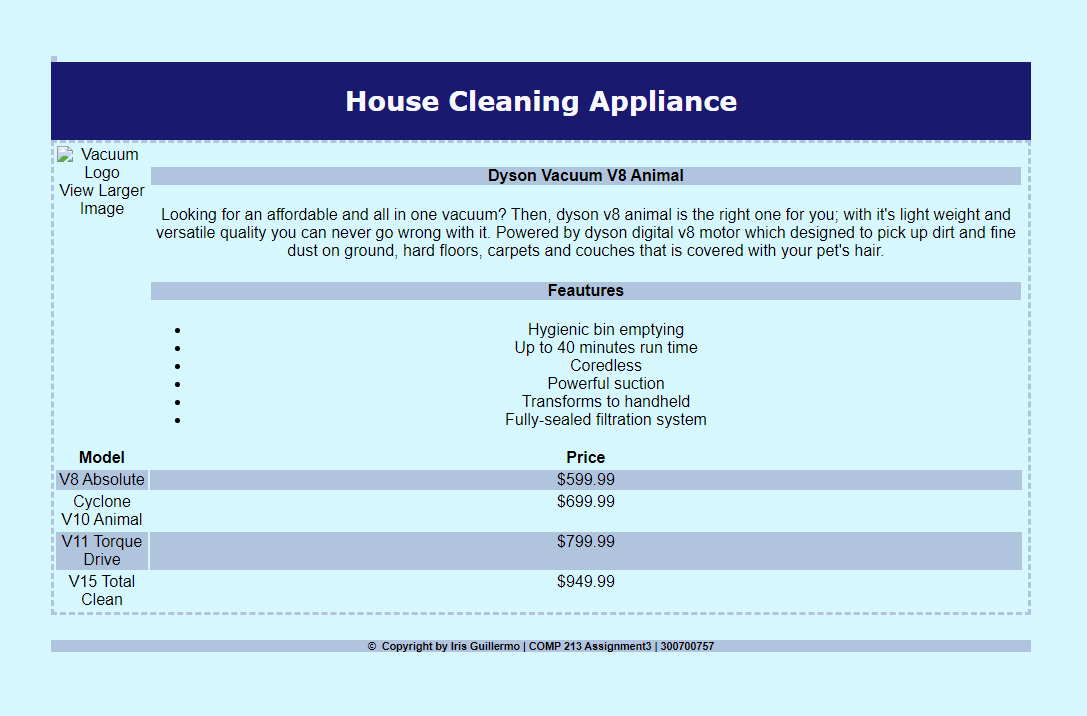 House Cleaning Appliance
Vacuum
Logo
View Larger
Image
Dyson Vacuum V8 Animal
Looking for an affordable and all in one vacuum? Then, dyson v8 animal is the right one for you; with it's light weight and
versatile quality you can never go wrong with it. Powered by dyson digital v8 motor which designed to pick up dirt and fine
dust on ground, hard floors, carpets and couches that is covered with your pet's hair.
Feautures
Hygienic bin emptying
Up to 40 minutes run time
Coredless
Powerful suction
Transforms to handheld
Fully-sealed filtration system
Model Price
V8 Absolute $599.99
Cyclone $699.99
V10 Animal
V11 Torque $799.99
Drive
V15 Total $949.99
Clean
© Copyright by Iris Guillermo | COMP 213 Assignment3 | 300700757